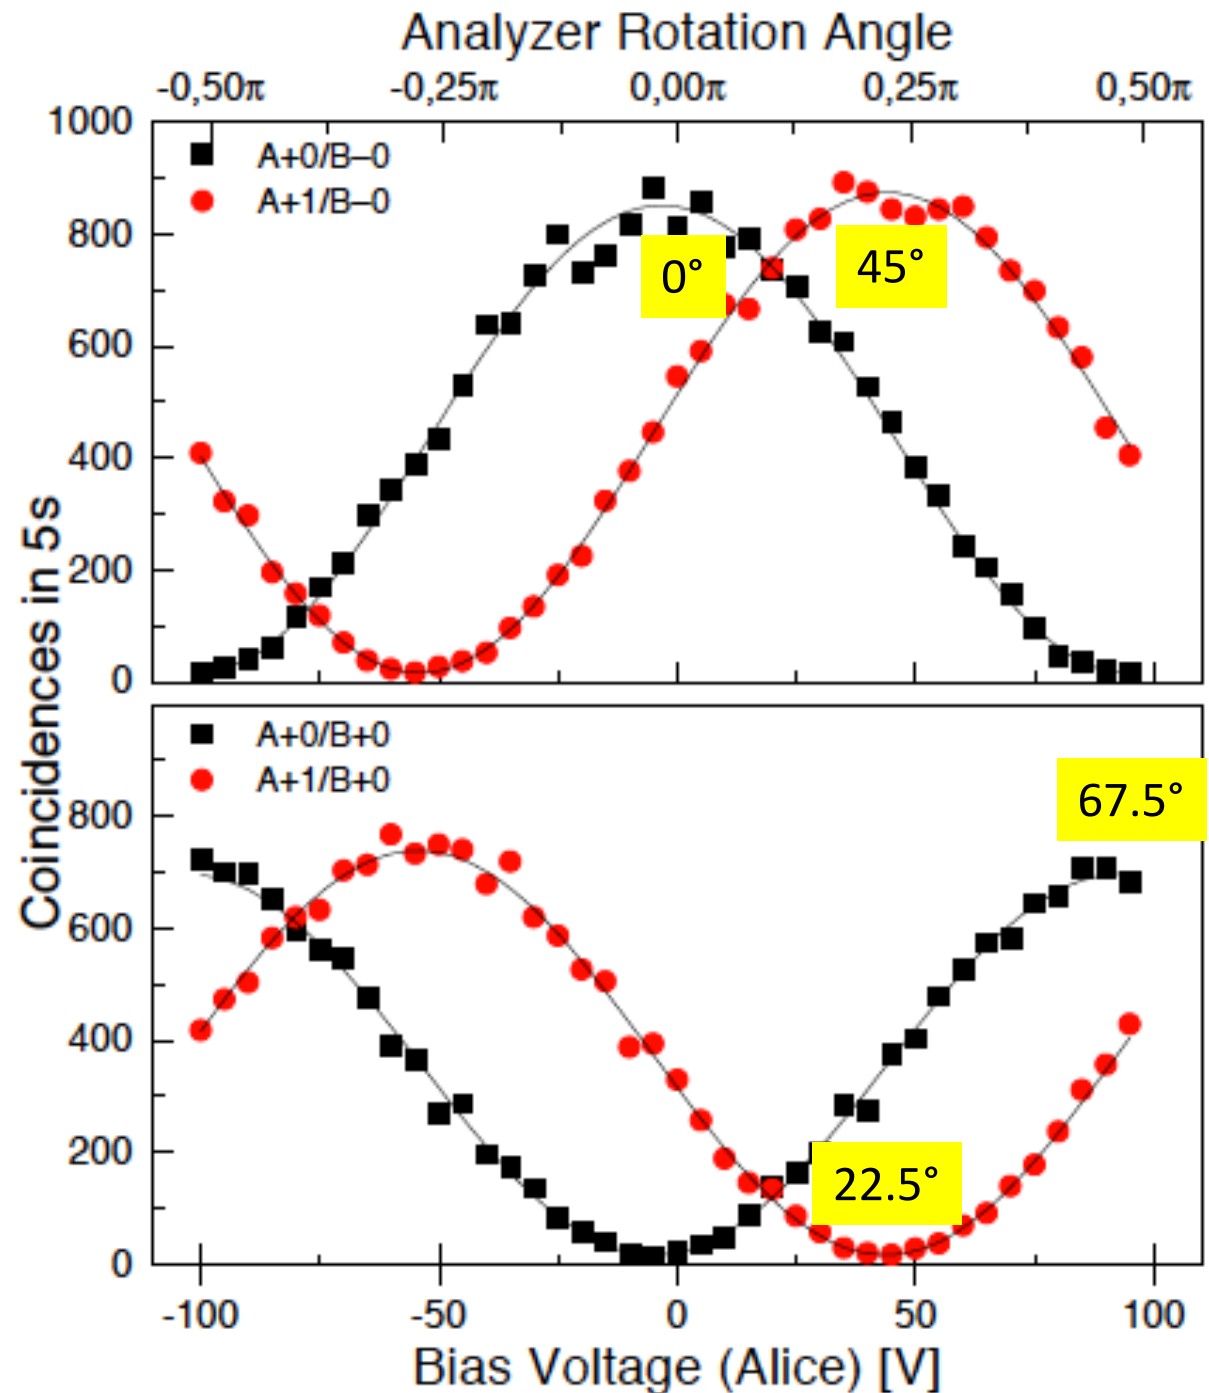 Analyzer Rotation Angle
-0,50π -0,25π 0,00π 0,25π 0,50π
1000
A+0/B−0
A+1/B−0
800
0°
45°
600
400
200
0
Coincidences in 5s
A+0/B+0
A+1/B+0
67.5°
800
600
400
200
22.5°
0
-100 -50 0 50 100
Bias Voltage (Alice) [V]